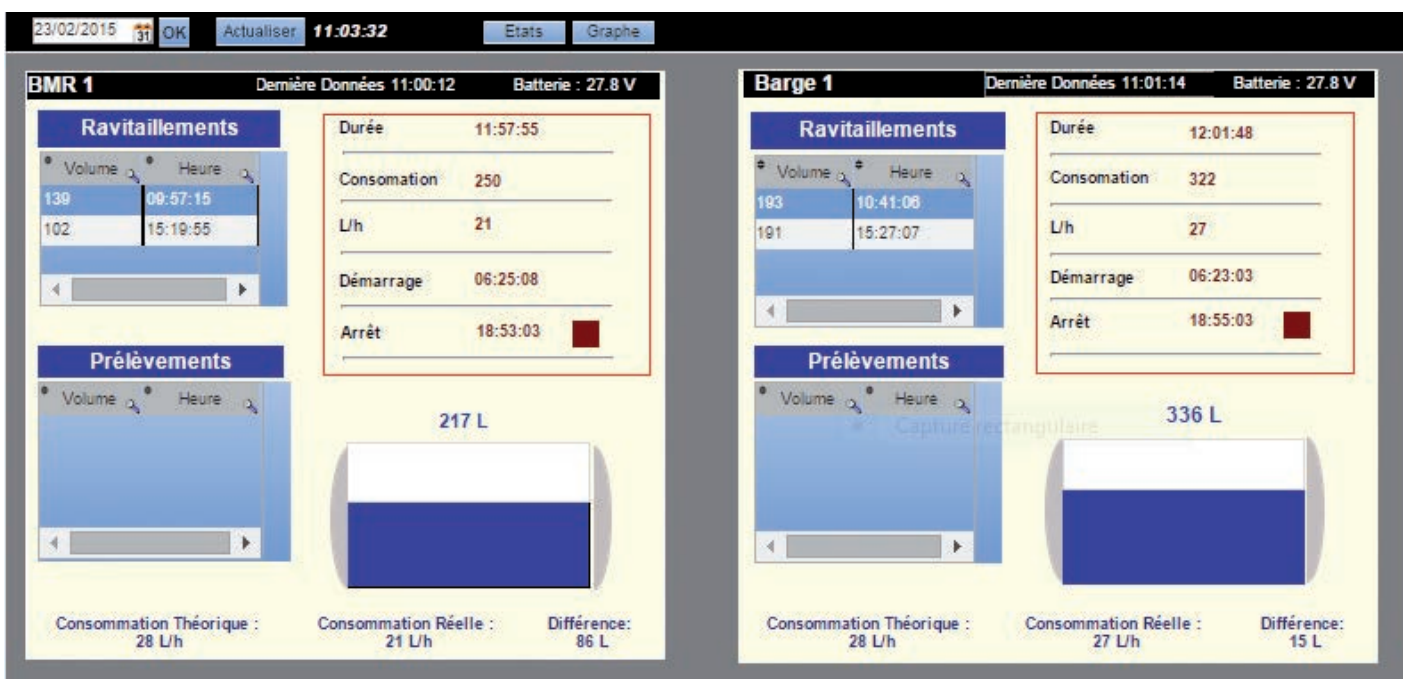 23/02/2015 31 OK Actualiser 11:03:32 Etats Graphe
BMR 1 Dernière Données 11:00:12 Batterie : 27.8 V
Ravitaillements
Volume Heure
139 09:57:15
102 15:19:55
Durée 11:57:55
Consomation 250
L/h 21
Démarrage 06:25:08
Arrêt 18:53:03
Prélèvements
Volume Heure
217 L
Consommation Théorique : Consommation Réelle : Différence:
28 L/h 21 L/h 86 L
Barge 1 Dernière Données 11:01:14 Batterie : 27.8 V
Ravitaillements
Volume Heure
193 10:41:06
191 15:27:07
Durée 12:01:48
Consomation 322
L/h 27
Démarrage 06:23:03
Arrêt 18:55:03
Prélèvements
Volume Heure
Capture rectangulaire
336 L
Consommation Théorique : Consommation Réelle : Différence:
28 L/h 27 L/h 15 L